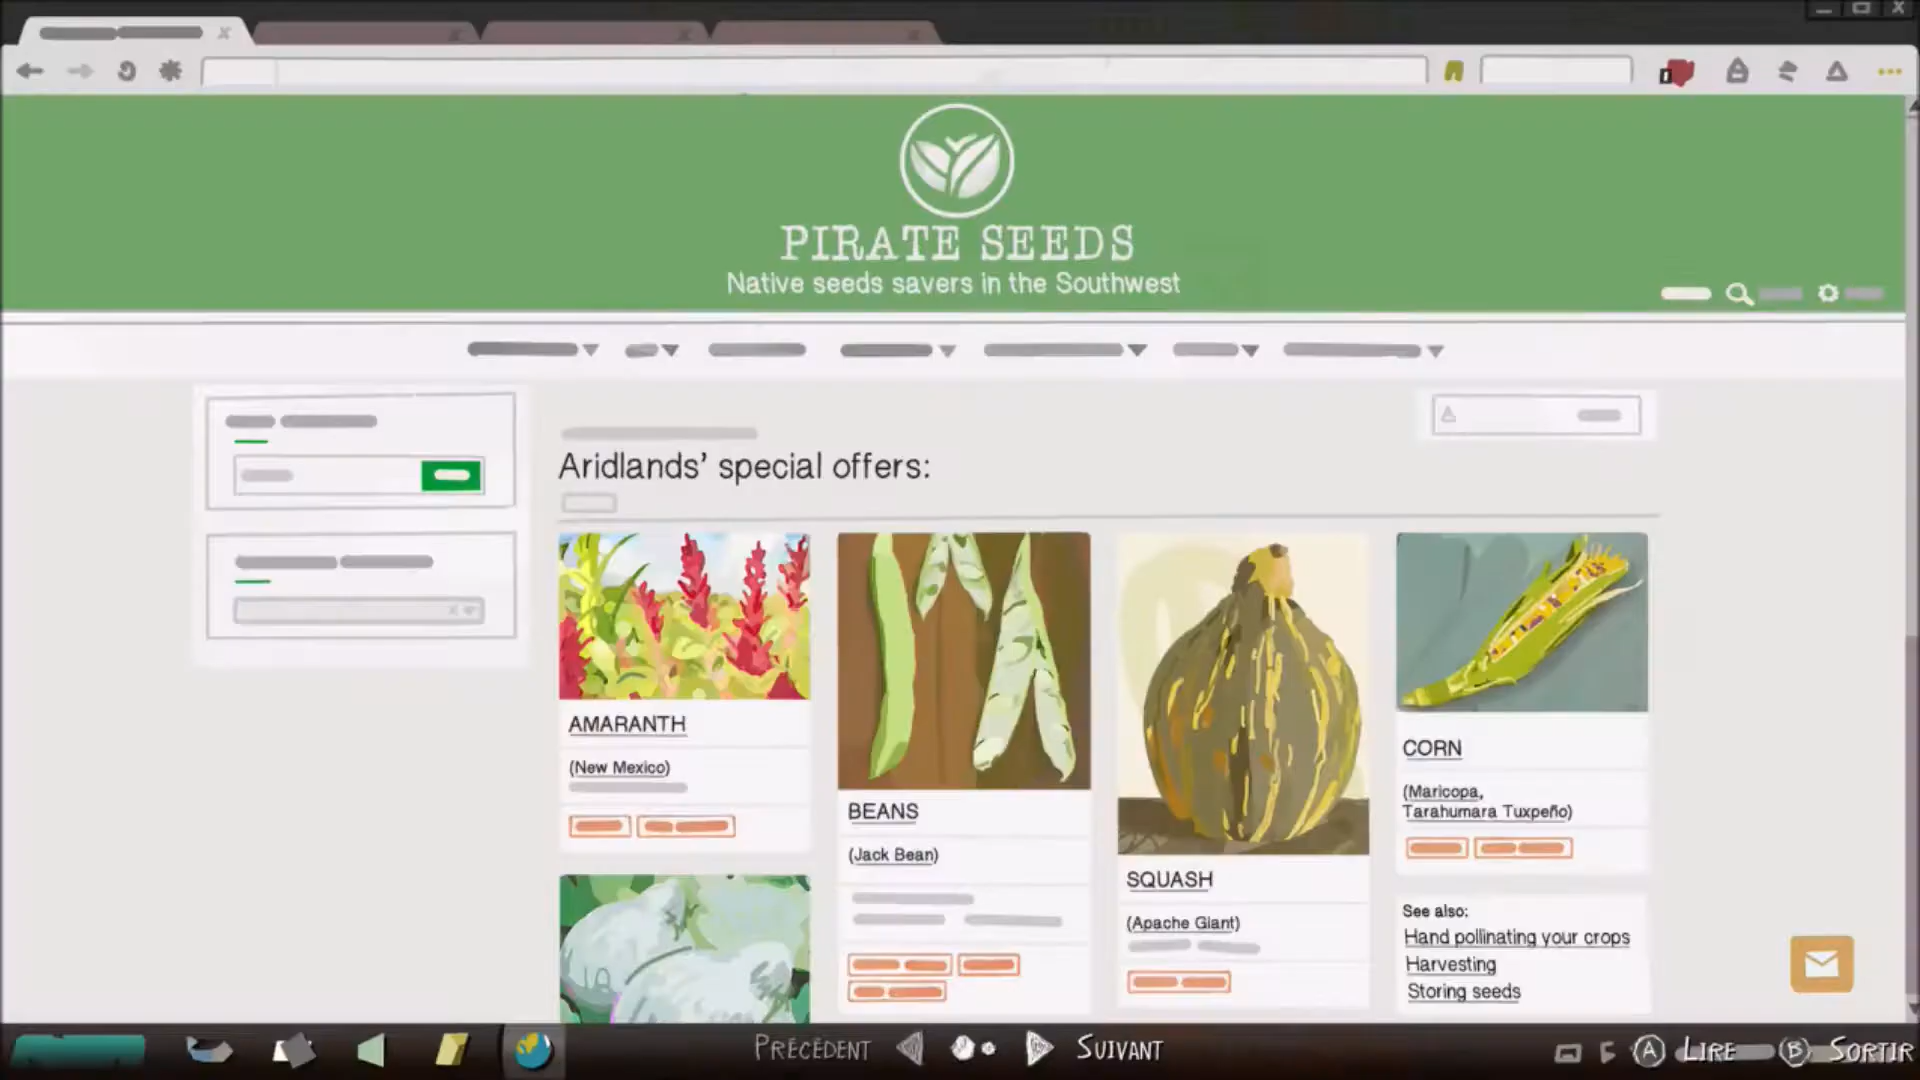 PIRATE SEEDS
Native seeds savers in the Southwest
Aridlands' special offers:
AMARANTH
(New Mexico)
BEANS
(Jack Bean)
SQUASH
(Apache Giant)
CORN
(Maricopa,
Tarahumara Tuxpeño)
See also:
Hand pollinating your crops
Harvesting
Storing seeds
PRÉCÉDENT
SUIVANT
A LIRE
B SORTIR